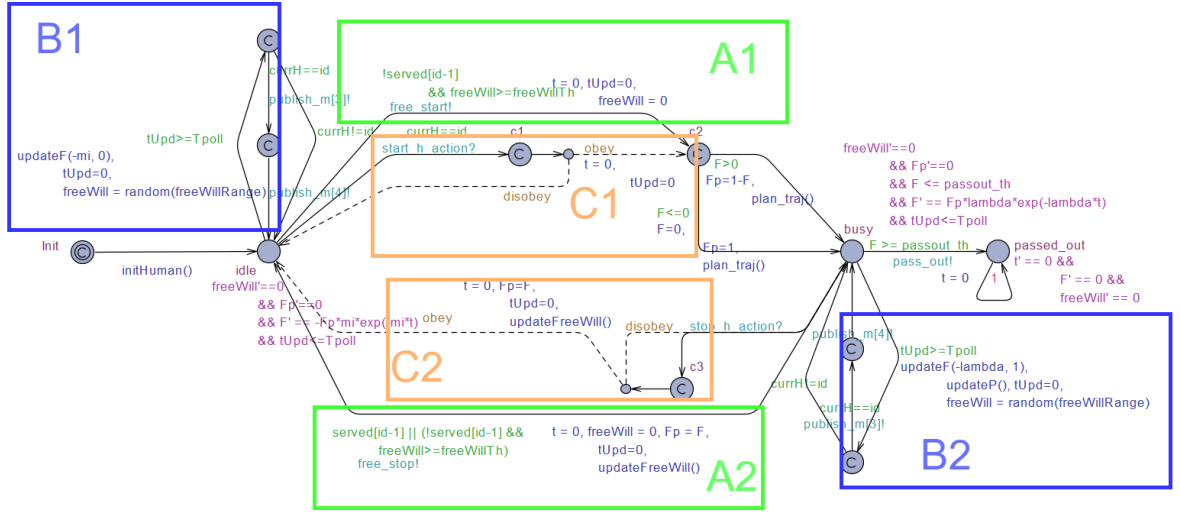 B1
currH==id
publish_m[3]!
currH!=id
tUpd>=Tpoll
updateF(-mi, 0),
tUpd=0,
freeWill = random(freeWillRange)
publish_m[4]!
A1
!served[id-1]
&& freeWill>=freeWillTh
free_start!
t = 0, tUpd=0,
freeWill = 0
currH==id
start_h_action?
c1
obey
t = 0,
tUpd=0
disobey
C1
c2
F>0
Fp=1-F,
plan_traj()
F<=0
F=0,
Fp=1,
plan_traj()
freeWill'==0
&& Fp'==0
&& F <= passout_th
&& F' == Fp*lambda*exp(-lambda*t)
&& tUpd<=Tpoll
busy
Init
initHuman()
idle
freeWill'==0
&& Fp'==0
&& F' == -Fp*mi*exp(-mi*t)
&& tUpd<=Tpoll
F >= passout_th
pass_out!
t = 0
passed_out
t' == 0 &&
F' == 0 &&
freeWill' == 0
1
t = 0, Fp=F,
tUpd=0,
updateFreeWill()
obey
disobey
stop_h_action?
c3
C2
publish_m[4]!
tUpd>=Tpoll
updateF(-lambda, 1),
updateP(), tUpd=0,
freeWill = random(freeWillRange)
currH!=id
currH==id
publish_m[3]!
B2
served[id-1] || (!served[id-1] &&
freeWill>=freeWillTh)
free_stop!
t = 0, freeWill = 0, Fp = F,
tUpd=0,
updateFreeWill()
A2